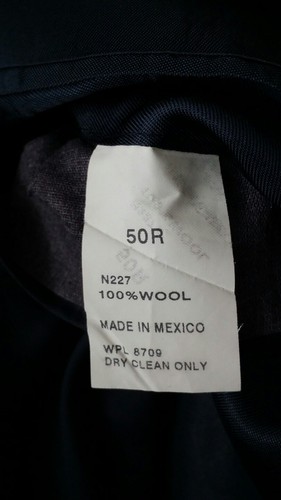 50R
N227
100%WOOL
MADE IN MEXICO
WPL 8709
DRY CLEAN ONLY